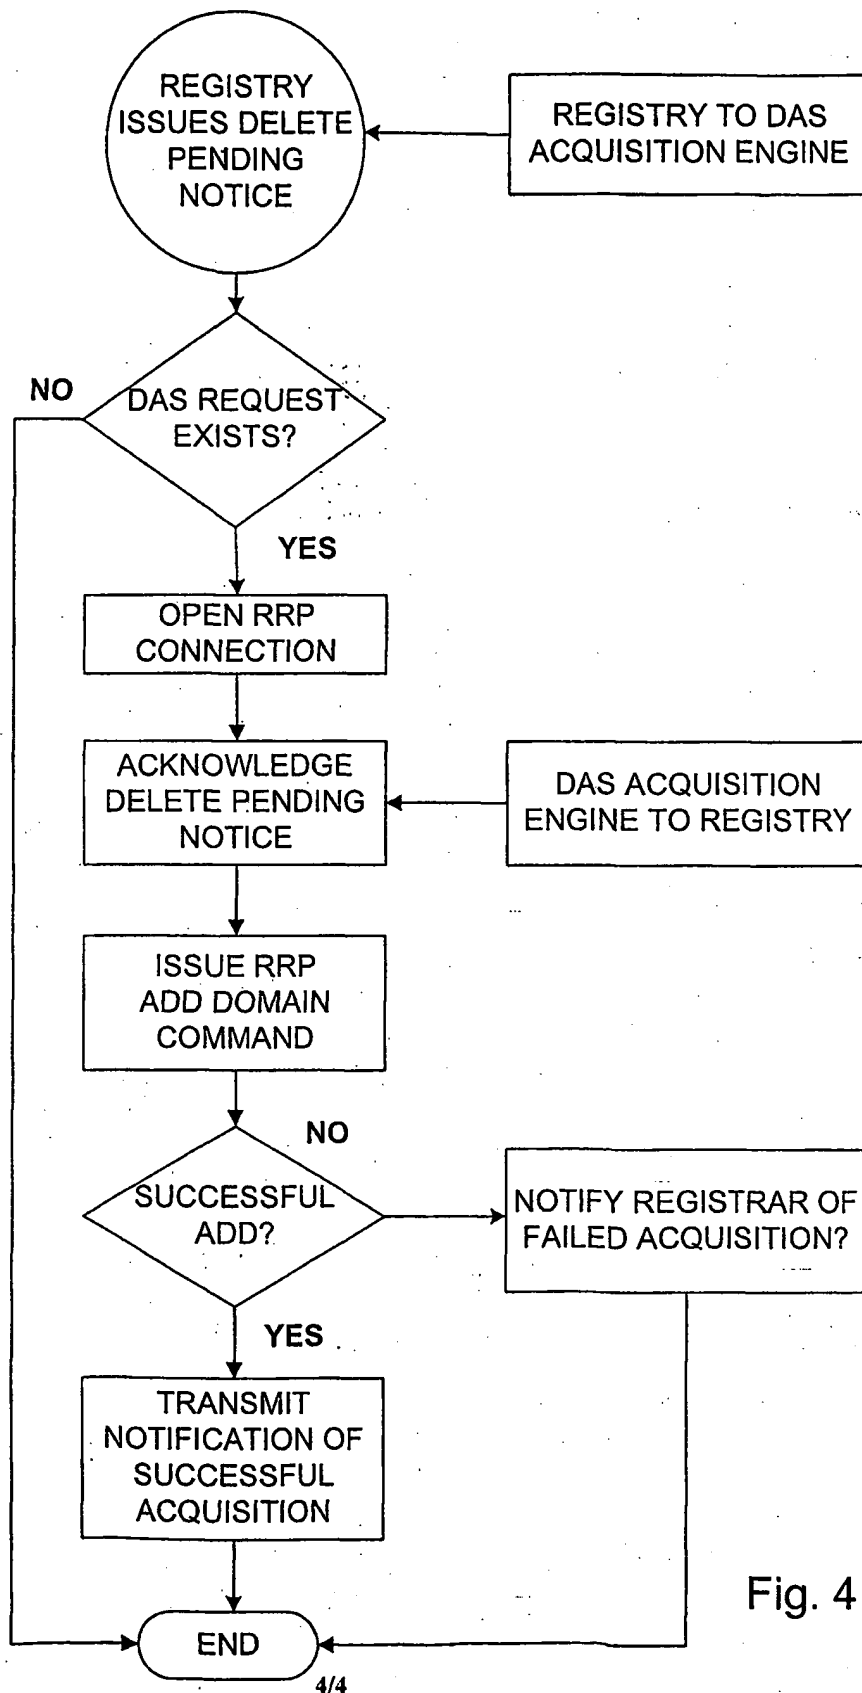 REGISTRY
ISSUES DELETE
PENDING
NOTICE
REGISTRY TO DAS
ACQUISITION ENGINE
DAS REQUEST
EXISTS?
NO
YES
OPEN RRP
CONNECTION
ACKNOWLEDGE
DELETE PENDING
NOTICE
DAS ACQUISITION
ENGINE TO REGISTRY
ISSUE RRP
ADD DOMAIN
COMMAND
NO
SUCCESSFUL
ADD?
NOTIFY REGISTRAR OF
FAILED ACQUISITION?
YES
TRANSMIT
NOTIFICATION OF
SUCCESSFUL
ACQUISITION
Fig. 4
END
4/4